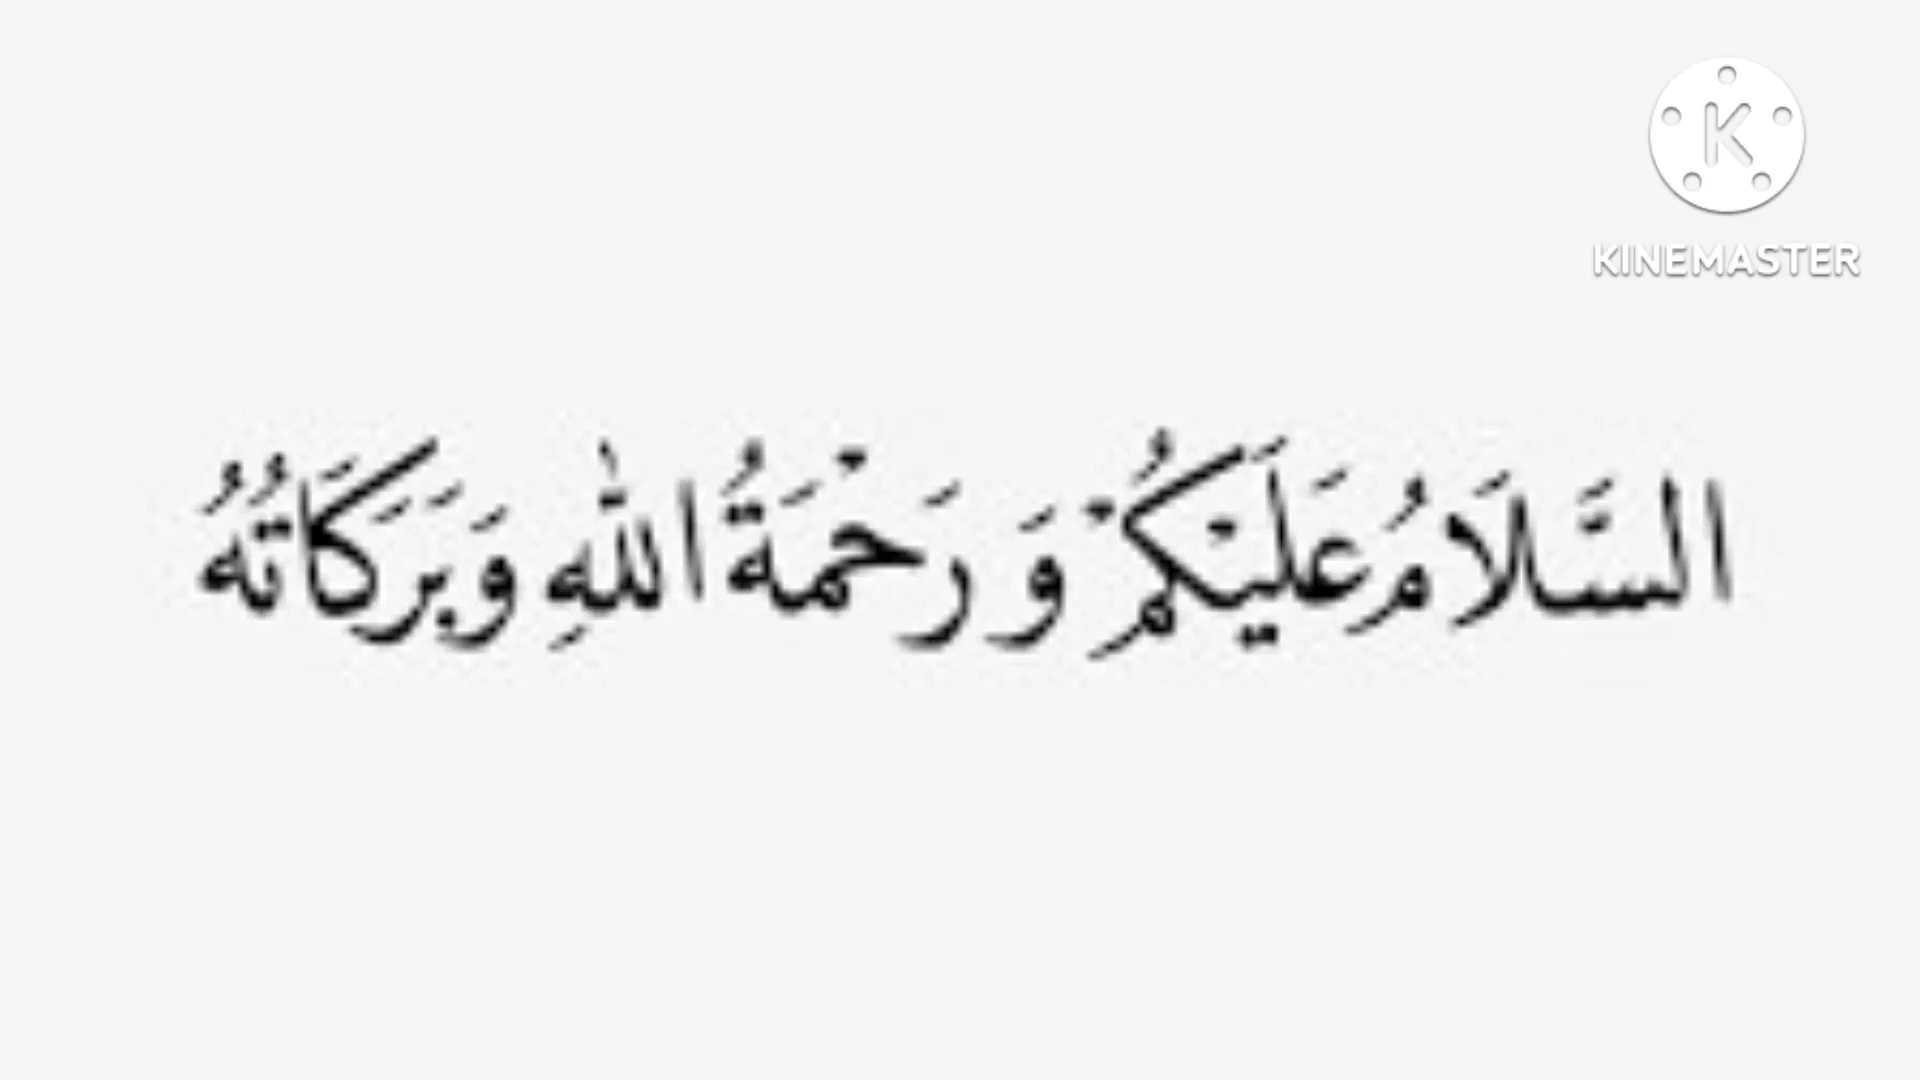 K
KINEMASTER
السَّلَامُ عَلَيْكُمْ وَ رَحْمَةُ اللهِ وَبَرَكَاتُهُ